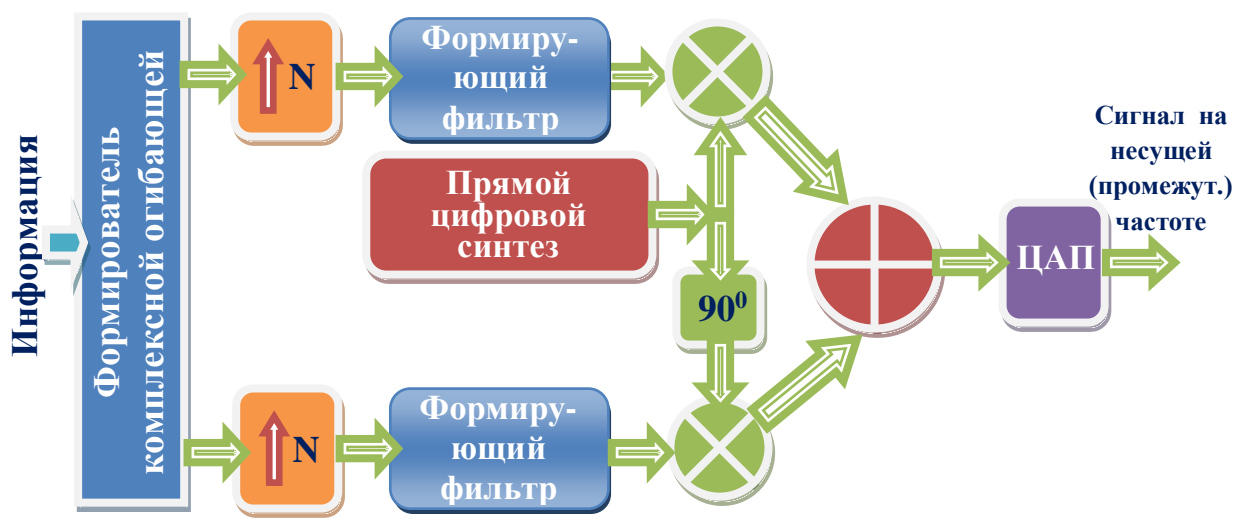 Информация
Формирователь
комплексной огибающей
N
Формиру-
ющий
фильтр
Прямой
цифровой
синтез
90⁰
N
Формиру-
ющий
фильтр
ЦАП
Сигнал на
несущей
(промежут.)
частоте